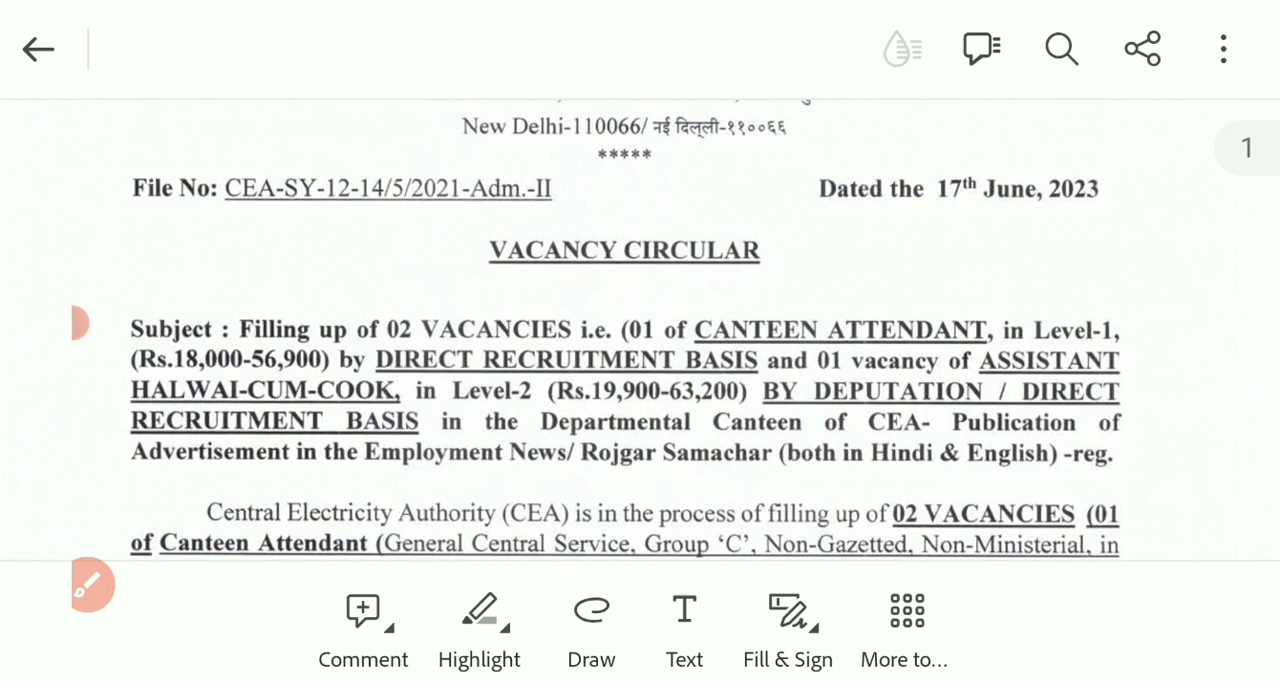 New Delhi-110066/ नई दिल्ली-११००६६
*****
1
File No: CEA-SY-12-14/5/2021-Adm.-II Dated the 17th June, 2023
VACANCY CIRCULAR
Subject : Filling up of 02 VACANCIES i.e. (01 of CANTEEN ATTENDANT, in Level-1,
(Rs.18,000-56,900) by DIRECT RECRUITMENT BASIS and 01 vacancy of ASSISTANT
HALWAI-CUM-COOK, in Level-2 (Rs.19,900-63,200) BY DEPUTATION / DIRECT
RECRUITMENT BASIS in the Departmental Canteen of CEA- Publication of
Advertisement in the Employment News/ Rojgar Samachar (both in Hindi & English) -reg.
Central Electricity Authority (CEA) is in the process of filling up of 02 VACANCIES (01
of Canteen Attendant (General Central Service, Group ‘C’, Non-Gazetted, Non-Ministerial, in
Comment Highlight Draw Text Fill & Sign More to...